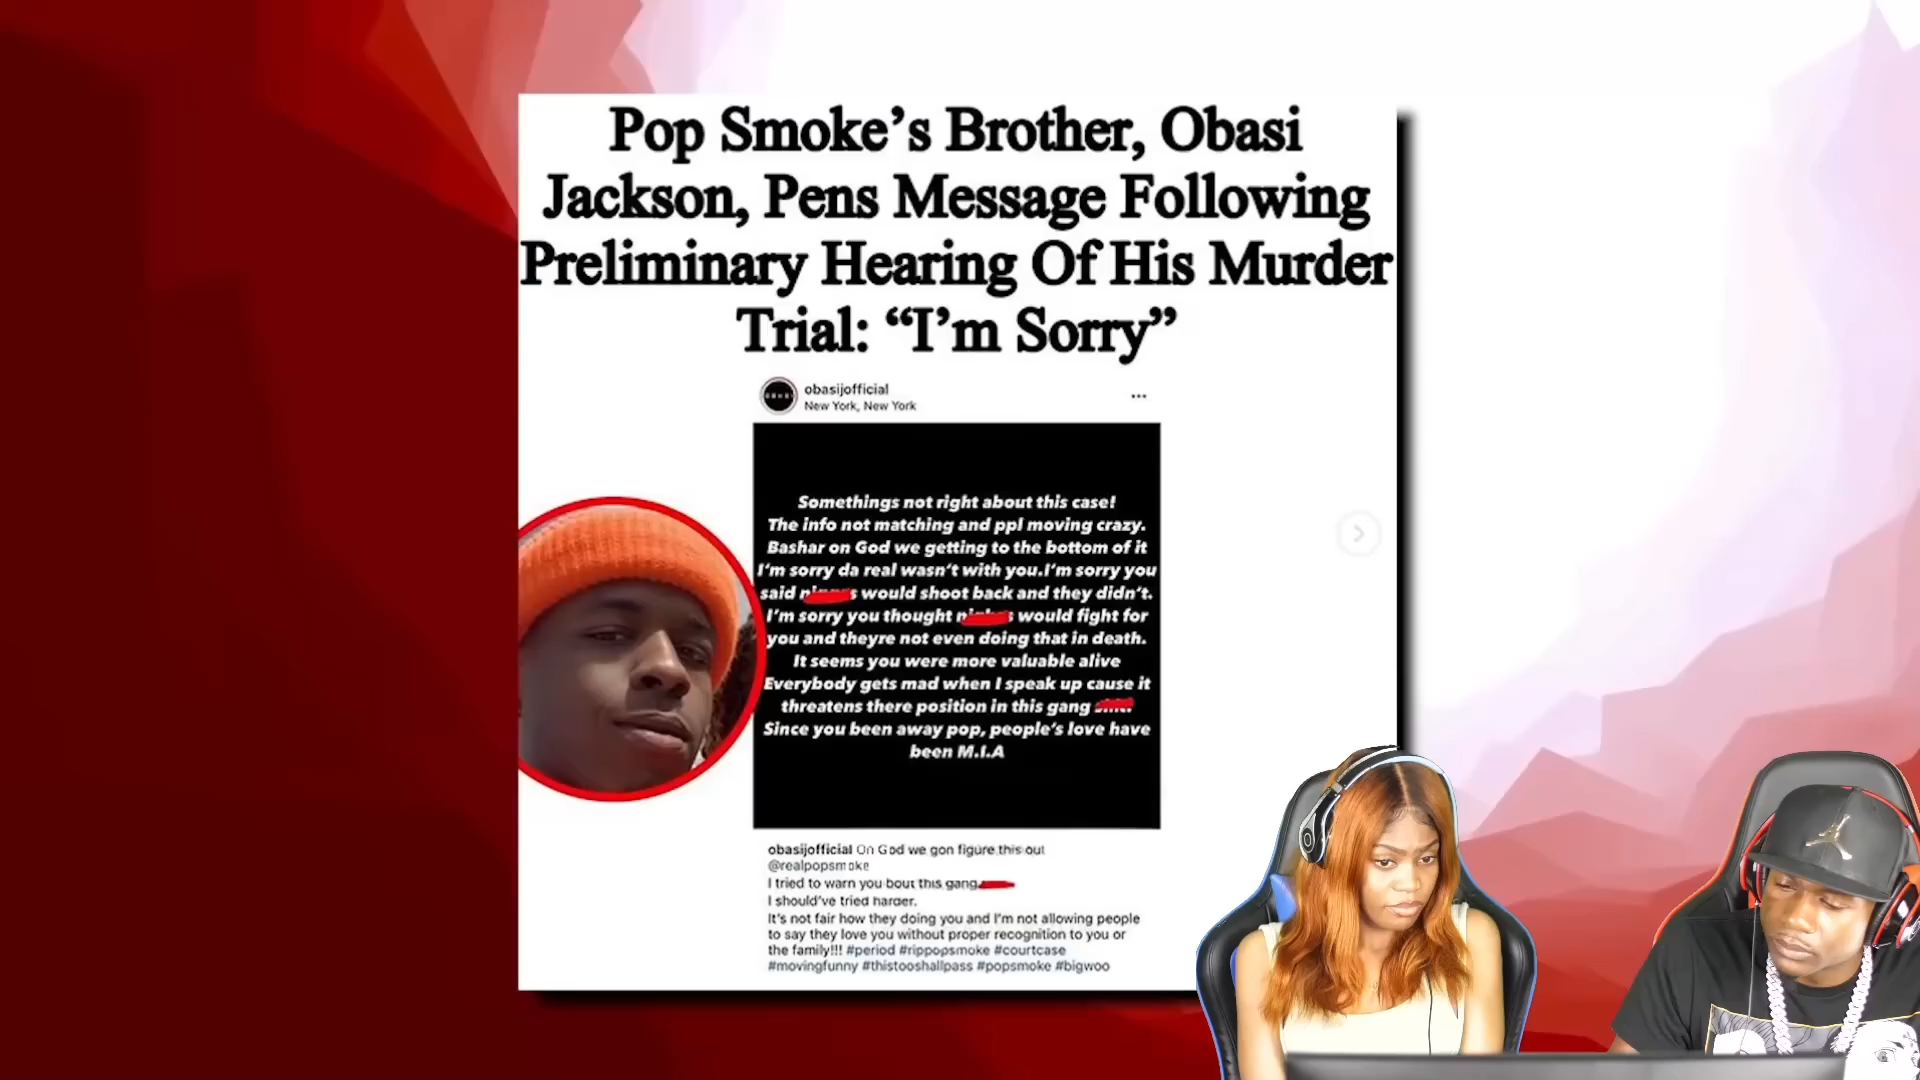 Pop Smoke’s Brother, Obasi
Jackson, Pens Message Following
Preliminary Hearing Of His Murder
Trial: “I’m Sorry”
obasijofficial
New York, New York
Somethings not right about this case!
The info not matching and ppl moving crazy.
Bashar on God we getting to the bottom of it
I'm sorry da real wasn't with you.I'm sorry you
said would shoot back and they didn't.
I'm sorry you thought would fight for
you and theyre not even doing that in death.
It seems you were more valuable alive
Everybody gets mad when I speak up cause it
threatens there position in this gang
Since you been away pop, people's love have
been M.I.A
obasijofficial On God we gon figure this out
@realpopsmoke
I tried to warn you bout this gang
I should've tried harder.
It's not fair how they doing you and I'm not allowing people
to say they love you without proper recognition to you or
the family!!! #period #rippopsmoke #courtcase
#movingfunny #thistooshallpass #popsmoke #bigwoo